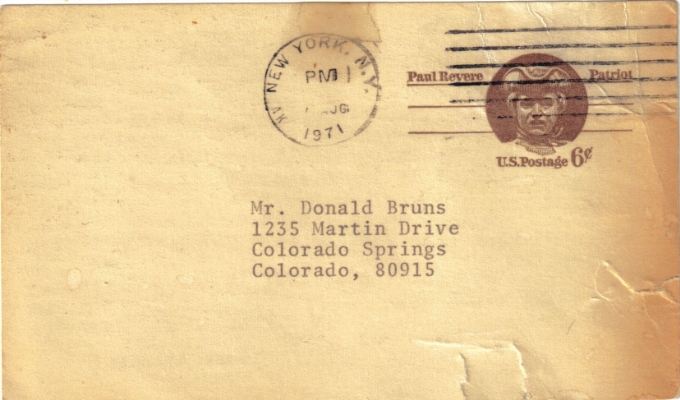 NEW YORK, N.Y.
PM
AUG
1971
Paul Revere Patriot
U.S. Postage 6¢
Mr. Donald Bruns
1235 Martin Drive
Colorado Springs
Colorado, 80915